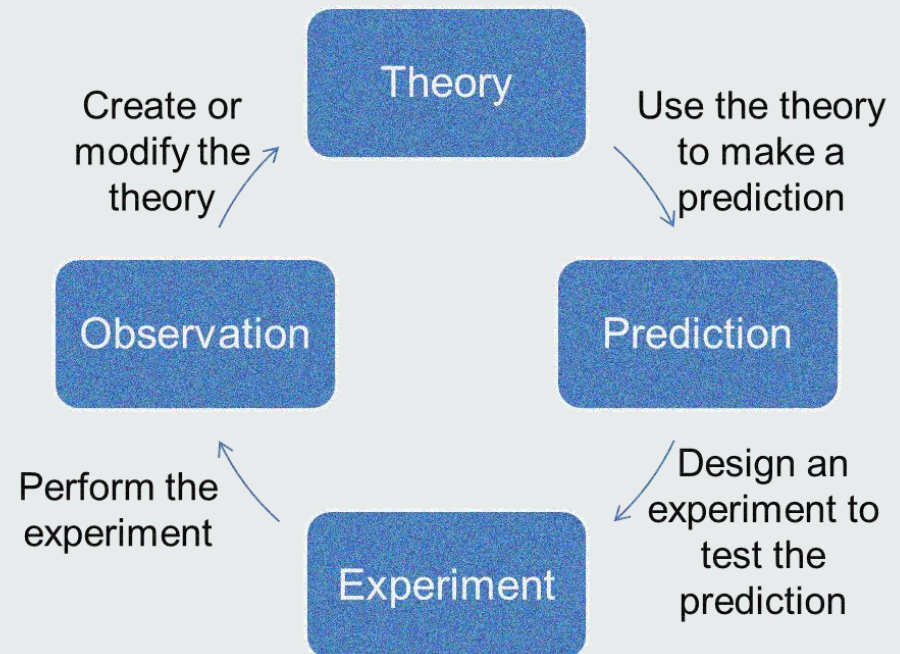 Theory
Use the theory
to make a
prediction
Prediction
Design an
experiment to
test the
prediction
Experiment
Perform the
experiment
Observation
Create or
modify the
theory